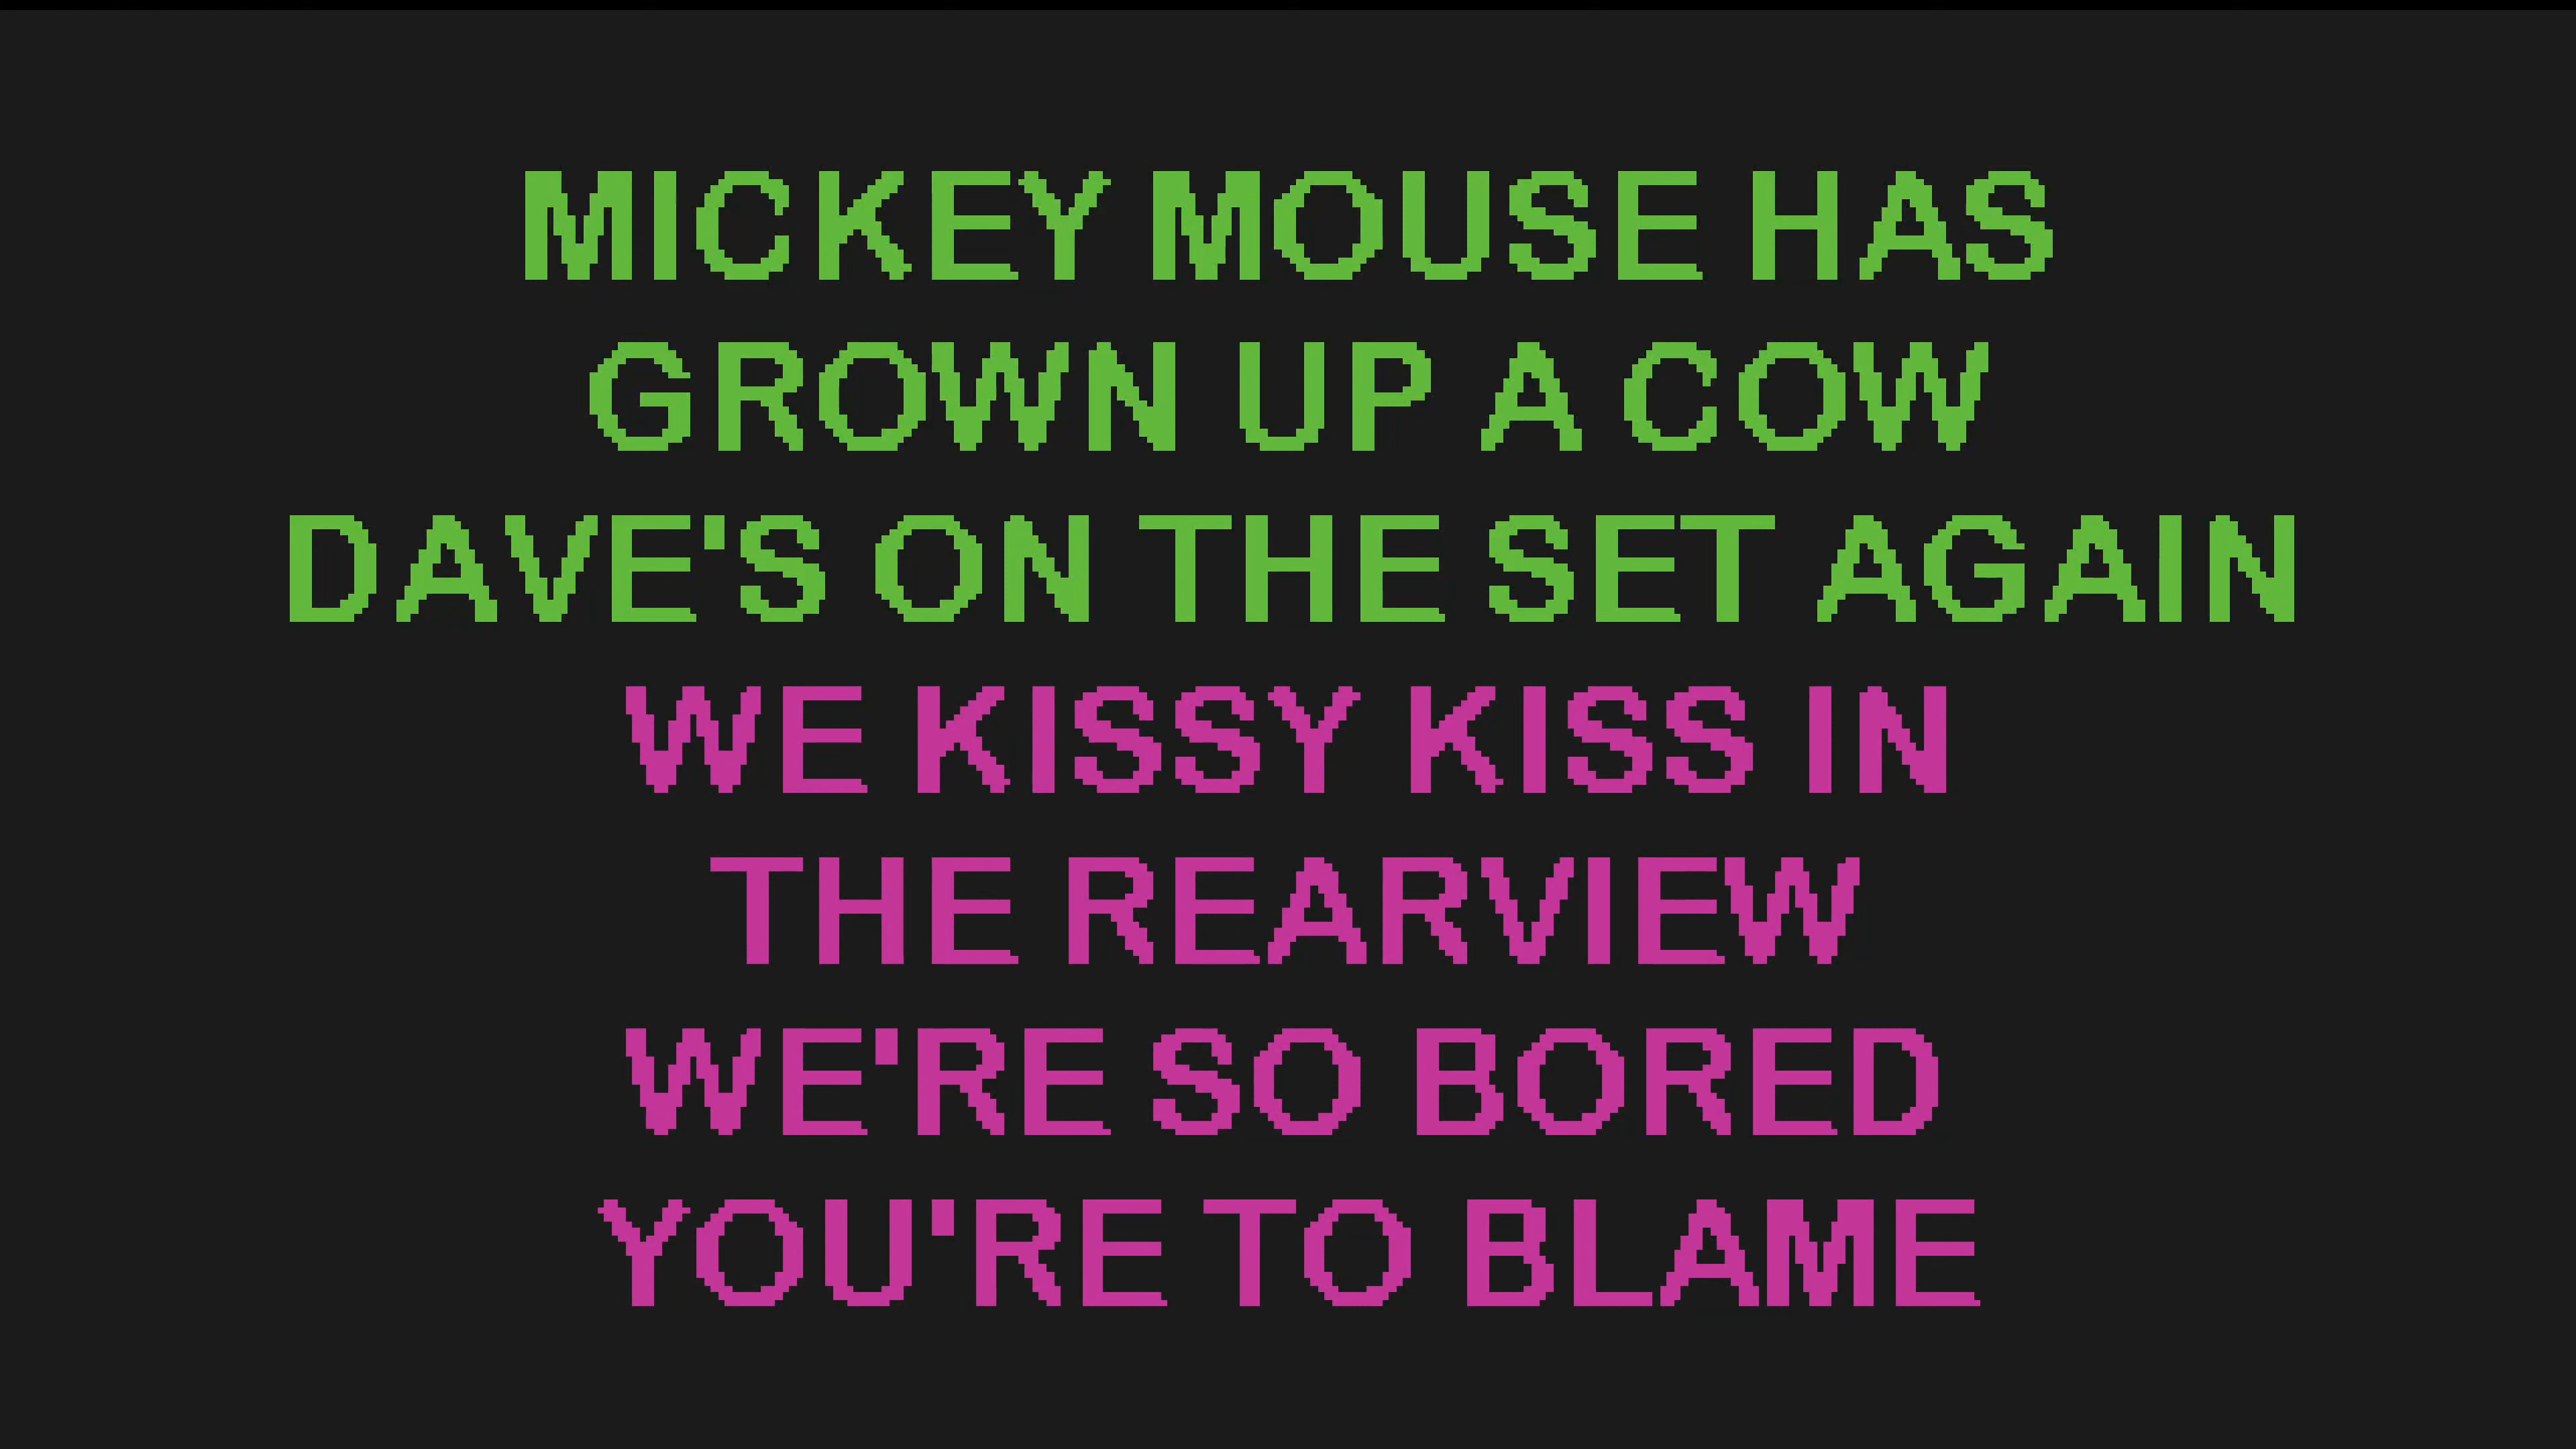 MICKEY MOUSE HAS
GROWN UP A COW
DAVE'S ON THE SET AGAIN
WE KISSY KISS IN
THE REARVIEW
WE'RE SO BORED
YOU'RE TO BLAME